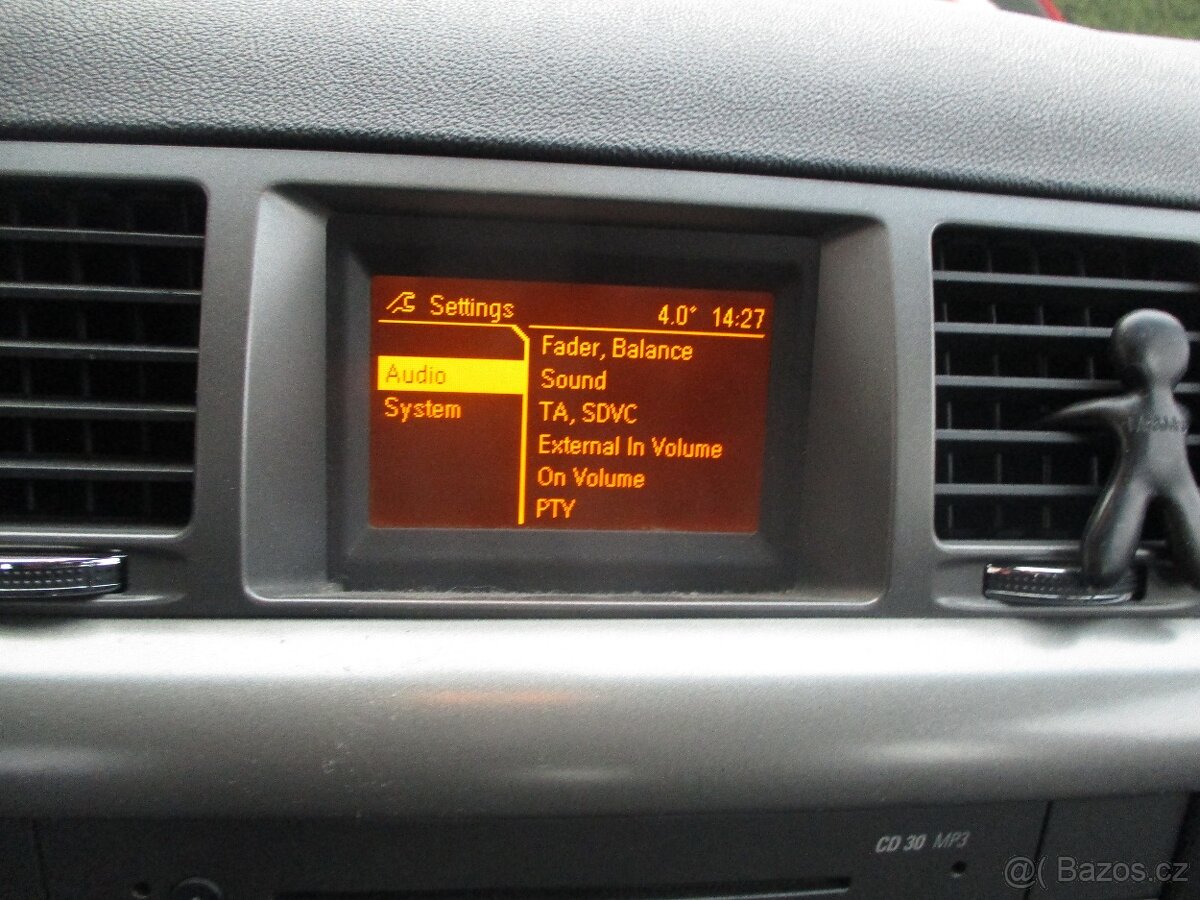 Settings 4.0° 14:27
Audio
System
Fader, Balance
Sound
TA, SDVC
External In Volume
On Volume
PTY
CD 30 MP3
@( Bazos.cz